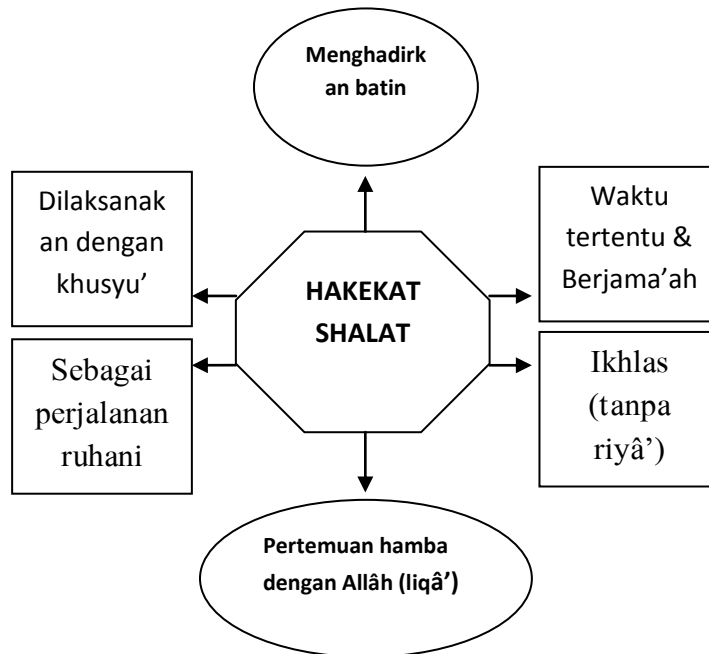 Menghadirk
an batin
Dilaksanak
an dengan
khusyu’
Waktu
tertentu &
Berjama’ah
HAKEKAT
SHALAT
Sebagai
perjalanan
ruhani
Ikhlas
(tanpa
riyâ’)
Pertemuan hamba
dengan Allâh (liqâ’)